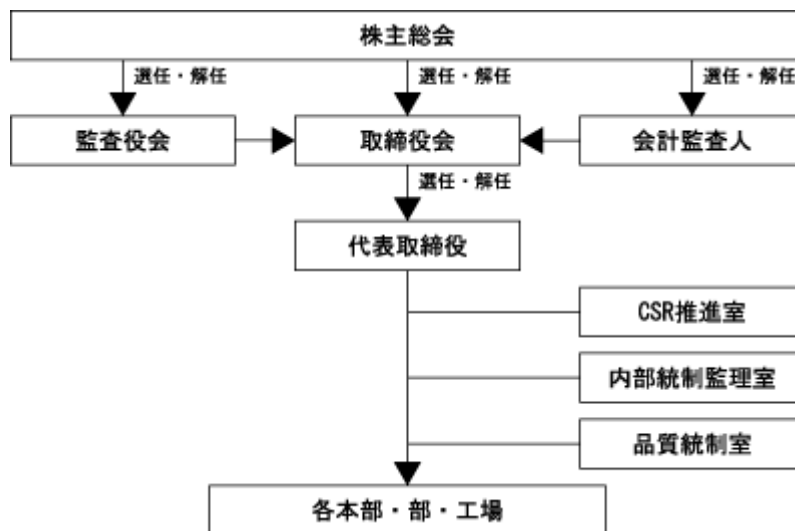 株主総会
選任・解任
選任・解任
選任・解任
監査役会
取締役会
会計監査人
選任・解任
代表取締役
CSR推進室
内部統制監理室
品質統制室
各本部・部・工場